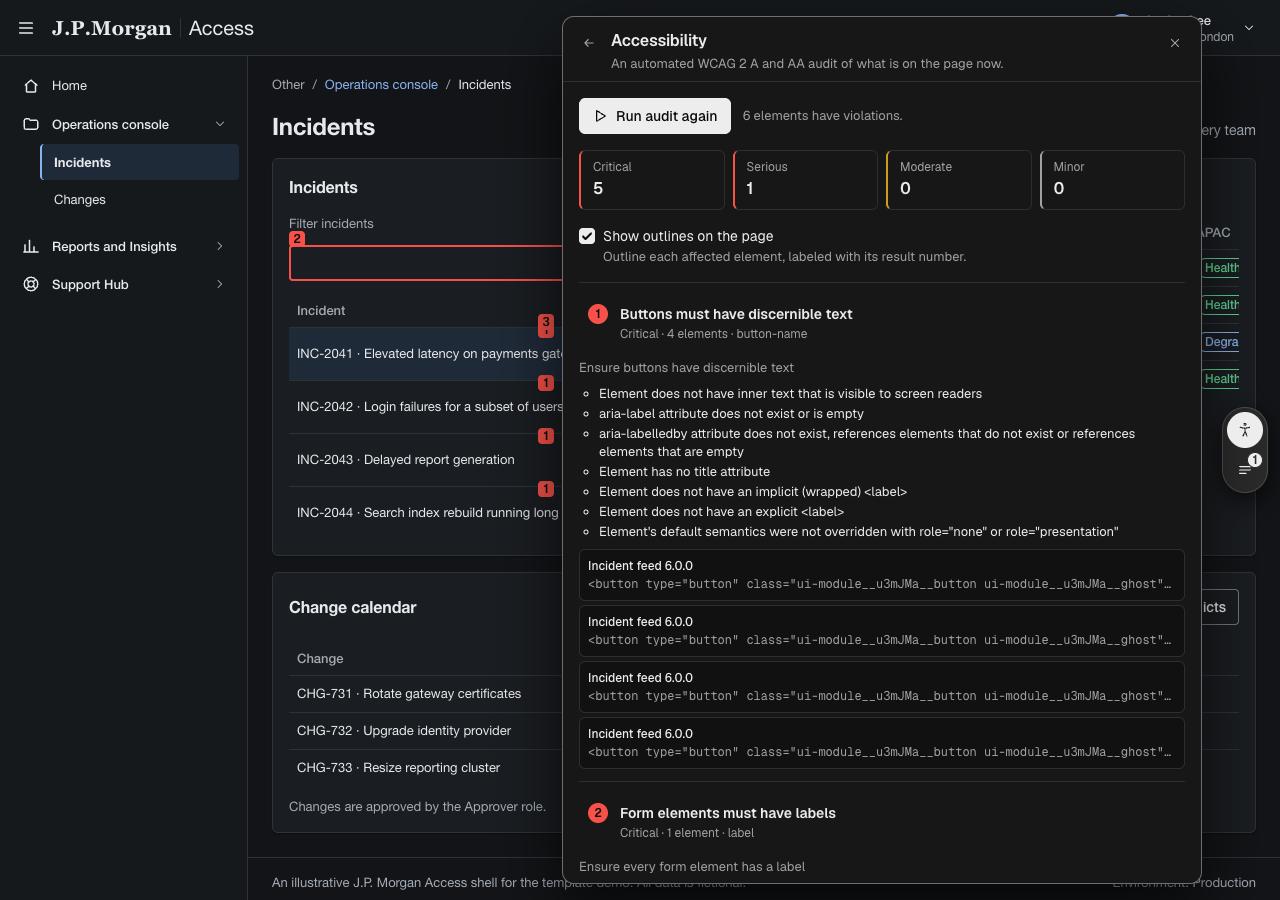 J.P.Morgan Access
Home
Operations console
Incidents
Changes
Reports and Insights
Support Hub
Other / Operations console / Incidents
Incidents
Incidents
Filter incidents
2
Incident
3
INC-2041 · Elevated latency on payments gat
1
INC-2042 · Login failures for a subset of users
1
INC-2043 · Delayed report generation
1
INC-2044 · Search index rebuild running long
Change calendar
Change
CHG-731 · Rotate gateway certificates
CHG-732 · Upgrade identity provider
CHG-733 · Resize reporting cluster
Changes are approved by the Approver role.
An illustrative J.P. Morgan Access shell for the template demo. All data is fictional.
Accessibility
An automated WCAG 2 A and AA audit of what is on the page now.
Run audit again
6 elements have violations.
Critical
5
Serious
1
Moderate
0
Minor
0
Show outlines on the page
Outline each affected element, labeled with its result number.
1 Buttons must have discernible text
Critical · 4 elements · button-name
Ensure buttons have discernible text
Element does not have inner text that is visible to screen readers
aria-label attribute does not exist or is empty
aria-labelledby attribute does not exist, references elements that do not exist or references
elements that are empty
Element has no title attribute
Element does not have an implicit (wrapped) <label>
Element does not have an explicit <label>
Element's default semantics were not overridden with role="none" or role="presentation"
Incident feed 6.0.0
<button type="button" class="ui-module__u3mJMa__button ui-module__u3mJMa__ghost"…
Incident feed 6.0.0
<button type="button" class="ui-module__u3mJMa__button ui-module__u3mJMa__ghost"…
Incident feed 6.0.0
<button type="button" class="ui-module__u3mJMa__button ui-module__u3mJMa__ghost"…
Incident feed 6.0.0
<button type="button" class="ui-module__u3mJMa__button ui-module__u3mJMa__ghost"…
2 Form elements must have labels
Critical · 1 element · label
Ensure every form element has a label
ee
ondon
ery team
APAC
Health
Health
Degra
Health
1
icts
Environment: Production